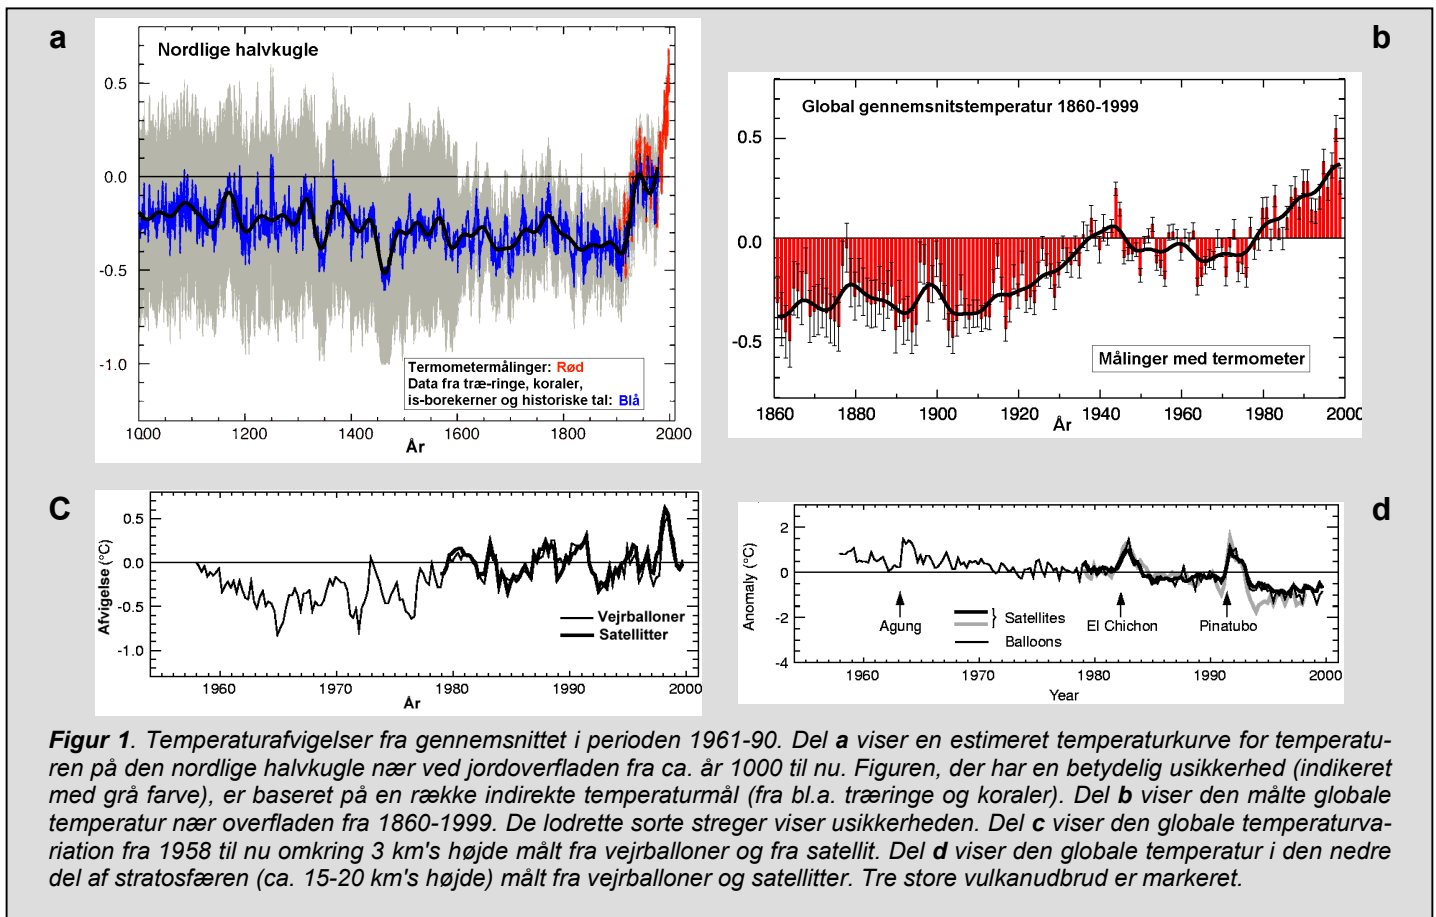 a
Nordlige halvkugle
0.5
0.0
-0.5
-1.0
Termometermålinger: Rød
Data fra træ-ringe, koraler,
is-borekerner og historiske tal: Blå
1000 1200 1400 1600 1800 2000
År
b
Global gennemsnitstemperatur 1860-1999
0.5
0.0
-0.5
Målinger med termometer
1860 1880 1900 1920 1940 1960 1980 2000
År
C
Afvigelse (°C)
0.5
0.0
-0.5
-1.0
Vejrballoner
Satellitter
1960 1970 1980 1990 2000
År
d
Anomaly (°C)
2
0
-2
-4
Agung
El Chichon
Pinatubo
} Satellites
Balloons
1960 1970 1980 1990 2000
Year
Figur 1. Temperaturafvigelser fra gennemsnittet i perioden 1961-90. Del a viser en estimeret temperaturkurve for temperatu-
ren på den nordlige halvkugle nær ved jordoverfladen fra ca. år 1000 til nu. Figuren, der har en betydelig usikkerhed (indikeret
med grå farve), er baseret på en række indirekte temperaturmål (fra bl.a. træringe og koraler). Del b viser den målte globale
temperatur nær overfladen fra 1860-1999. De lodrette sorte streger viser usikkerheden. Del c viser den globale temperaturva-
riation fra 1958 til nu omkring 3 km's højde målt fra vejrballoner og fra satellit. Del d viser den globale temperatur i den nedre
del af stratosfæren (ca. 15-20 km's højde) målt fra vejrballoner og satellitter. Tre store vulkanudbrud er markeret.